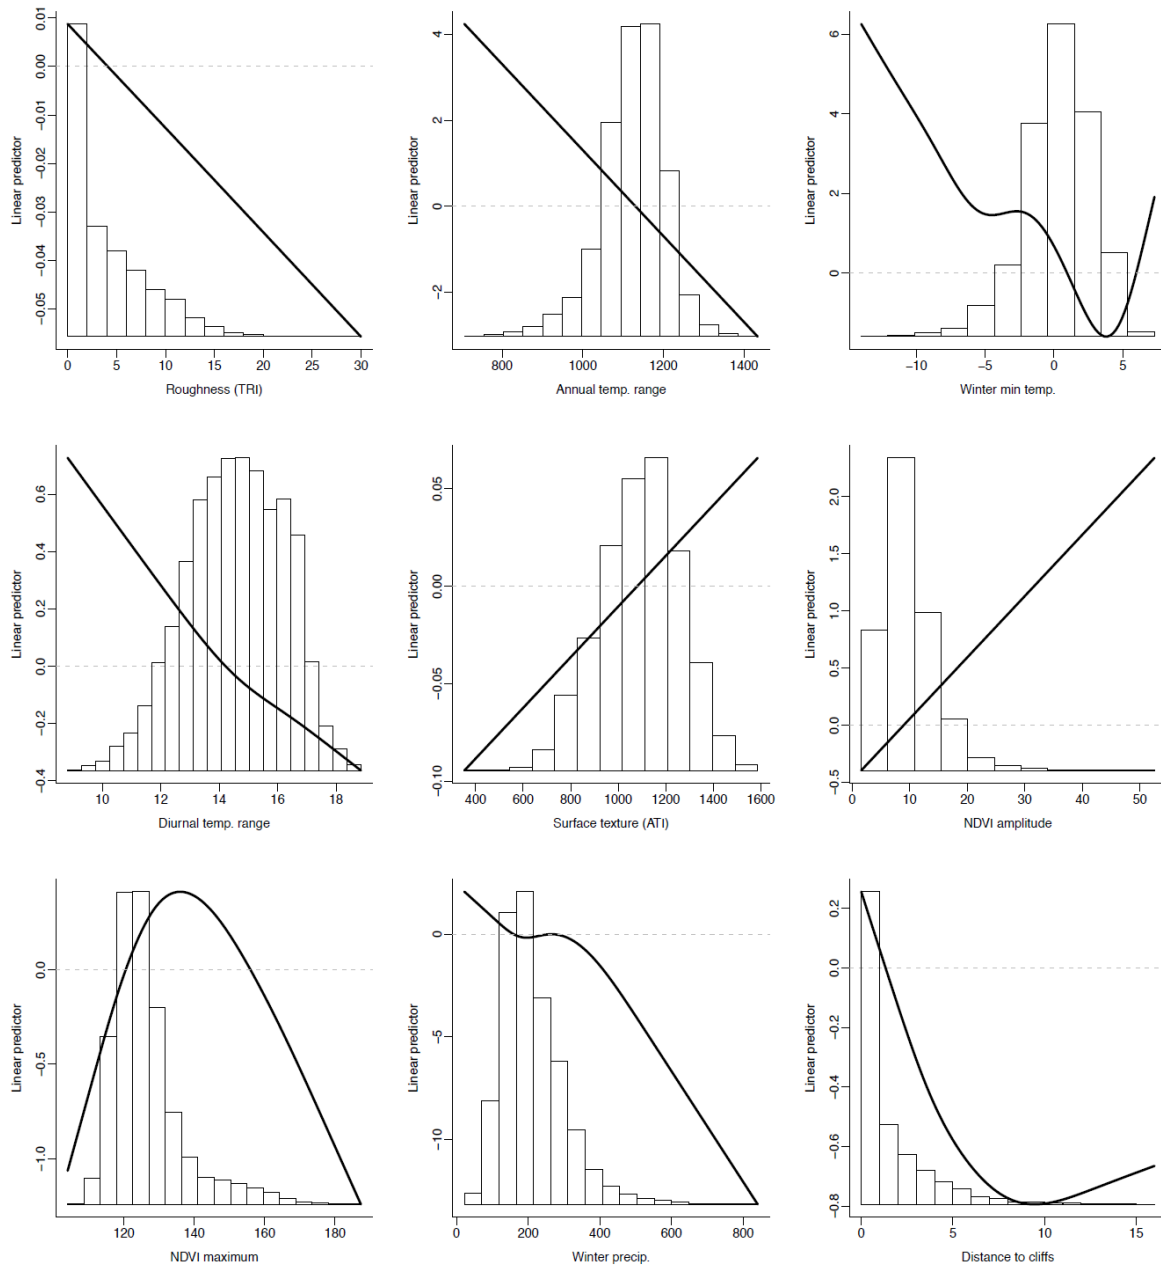 Linear predictor
0.01
0.00
−0.01
−0.02
−0.03
−0.04
−0.05
0 5 10 15 20 25 30
Roughness (TRI)
Linear predictor
4
2
0
−2
800 1000 1200 1400
Annual temp. range
Linear predictor
6
4
2
0
−10 −5 0 5
Winter min temp.
Linear predictor
0.6
0.4
0.2
0.0
−0.2
−0.4
10 12 14 16 18
Diurnal temp. range
Linear predictor
0.05
0.00
−0.05
−0.10
400 600 800 1000 1200 1400 1600
Surface texture (ATI)
Linear predictor
2.0
1.5
1.0
0.5
0.0
−0.5
0 10 20 30 40 50
NDVI amplitude
Linear predictor
0.0
−0.5
−1.0
120 140 160 180
NDVI maximum
Linear predictor
0
−5
−10
0 200 400 600 800
Winter precip.
Linear predictor
0.2
0.0
−0.2
−0.4
−0.6
−0.8
0 5 10 15
Distance to cliffs